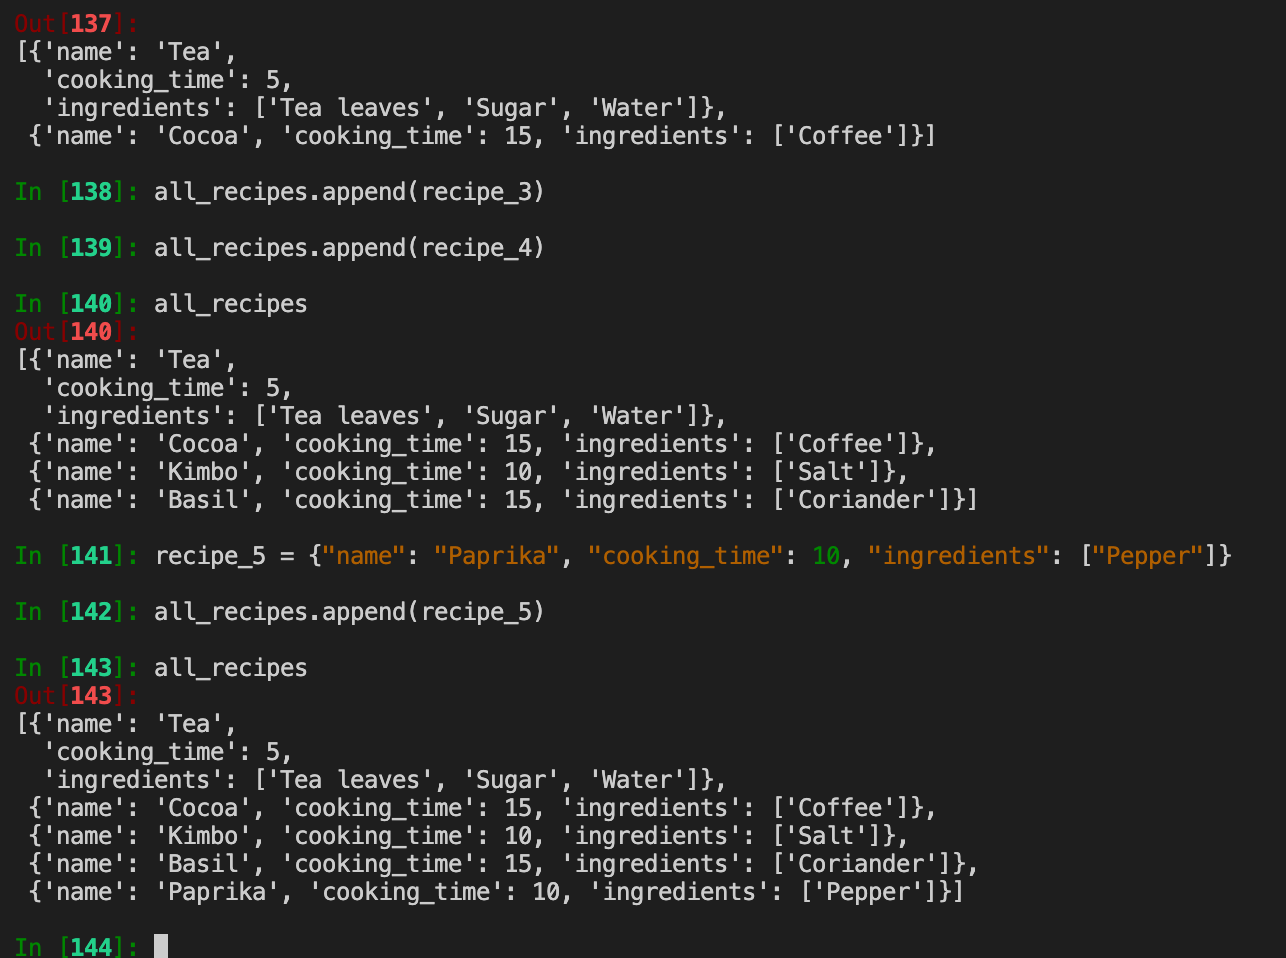 Out[137]:
[{'name': 'Tea',
  'cooking_time': 5,
  'ingredients': ['Tea leaves', 'Sugar', 'Water']},
 {'name': 'Cocoa', 'cooking_time': 15, 'ingredients': ['Coffee']}]
In [138]: all_recipes.append(recipe_3)
In [139]: all_recipes.append(recipe_4)
In [140]: all_recipes
Out[140]:
[{'name': 'Tea',
  'cooking_time': 5,
  'ingredients': ['Tea leaves', 'Sugar', 'Water']},
 {'name': 'Cocoa', 'cooking_time': 15, 'ingredients': ['Coffee']},
 {'name': 'Kimbo', 'cooking_time': 10, 'ingredients': ['Salt']},
 {'name': 'Basil', 'cooking_time': 15, 'ingredients': ['Coriander']}]
In [141]: recipe_5 = {"name": "Paprika", "cooking_time": 10, "ingredients": ["Pepper"]}
In [142]: all_recipes.append(recipe_5)
In [143]: all_recipes
Out[143]:
[{'name': 'Tea',
  'cooking_time': 5,
  'ingredients': ['Tea leaves', 'Sugar', 'Water']},
 {'name': 'Cocoa', 'cooking_time': 15, 'ingredients': ['Coffee']},
 {'name': 'Kimbo', 'cooking_time': 10, 'ingredients': ['Salt']},
 {'name': 'Basil', 'cooking_time': 15, 'ingredients': ['Coriander']},
 {'name': 'Paprika', 'cooking_time': 10, 'ingredients': ['Pepper']}]
In [144]: